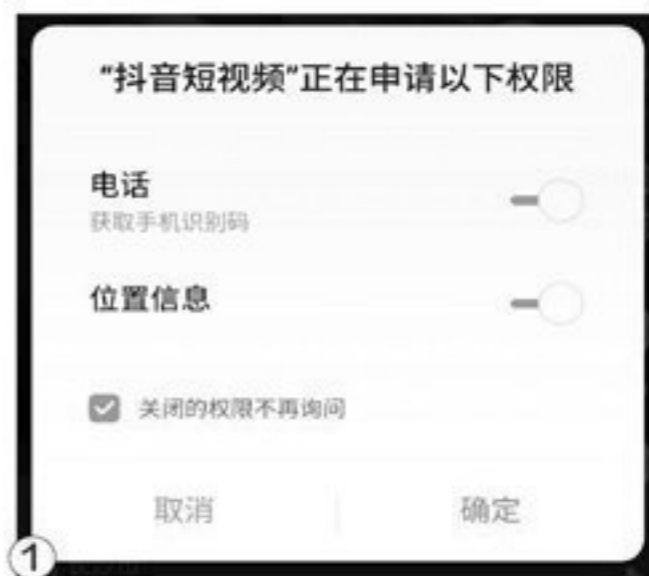 “抖音短视频”正在申请以下权限
电话
获取手机识别码
位置信息
关闭的权限不再询问
取消
确定
①